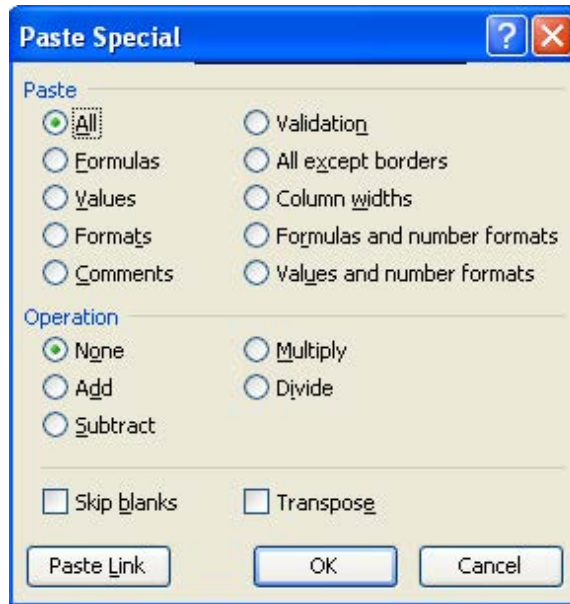 Paste Special
Paste
All Validation
Formulas All except borders
Values Column widths
Formats Formulas and number formats
Comments Values and number formats
Operation
None Multiply
Add Divide
Subtract
Skip blanks Transpose
Paste Link OK Cancel